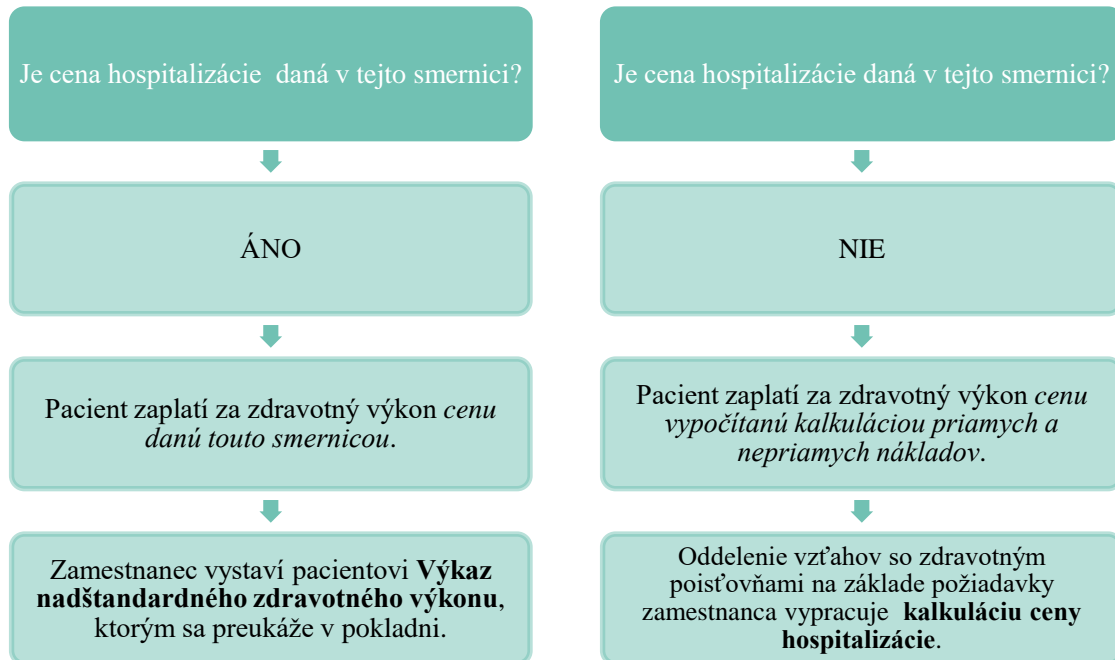 Je cena hospitalizácie  daná v tejto smernici?
ÁNO
Pacient zaplatí za zdravotný výkon cenu
danú touto smernicou.
Zamestnanec vystaví pacientovi Výkaz
nadštandardného zdravotného výkonu,
ktorým sa preukáže v pokladni.
Je cena hospitalizácie daná v tejto smernici?
NIE
Pacient zaplatí za zdravotný výkon cenu
vypočítanú kalkuláciou priamych a
nepriamych nákladov.
Oddelenie vzťahov so zdravotným
poisťovňami na základe požiadavky
zamestnanca vypracuje  kalkuláciu ceny
hospitalizácie.